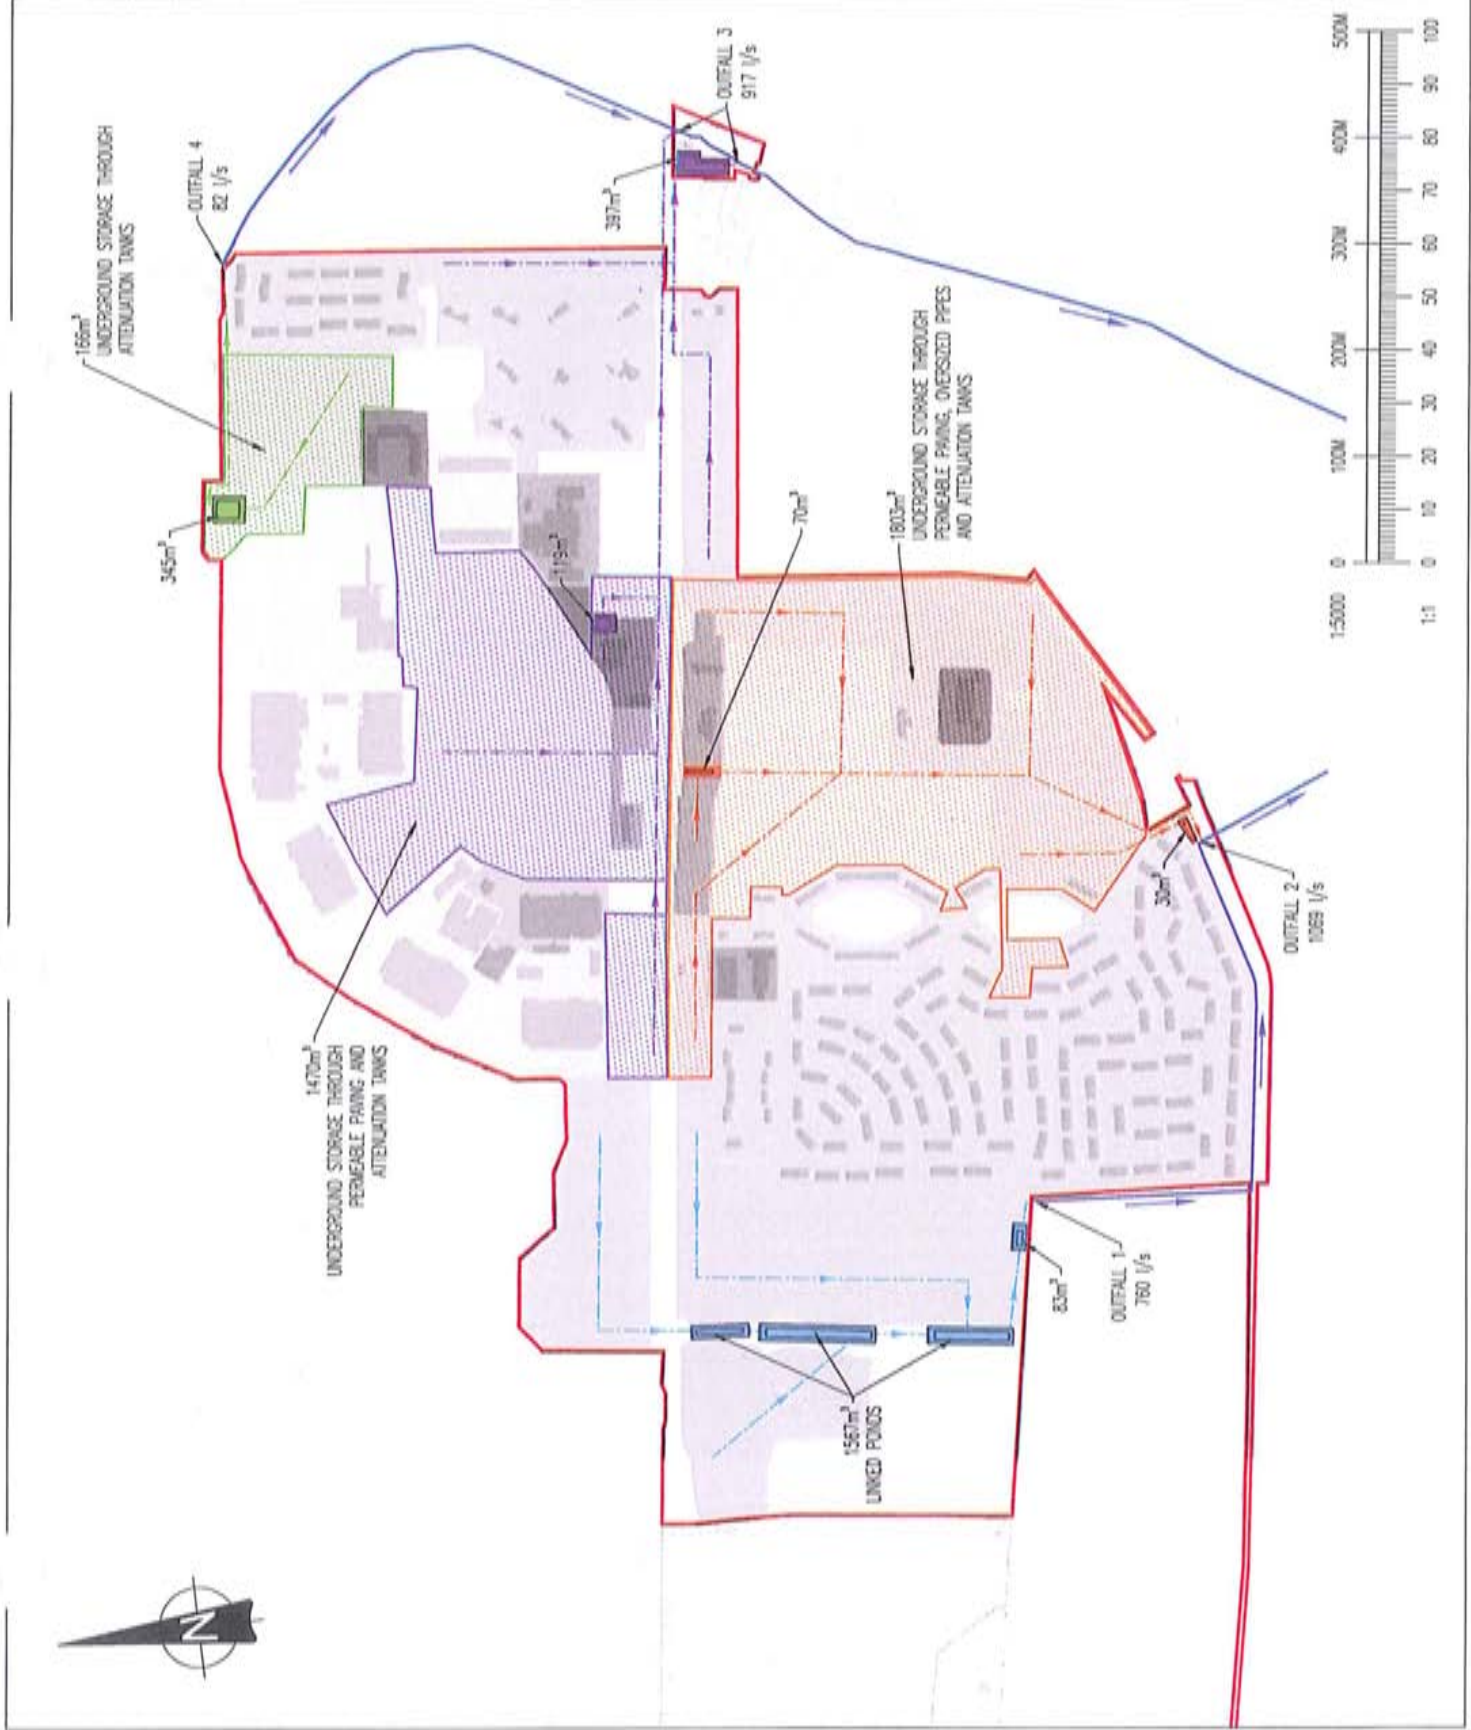 166m³
UNDERGROUND STORAGE THROUGH
ATTENUATION TANKS
OUTFALL 4
82 l/s
345m³
OUTFALL 3
917 l/s
397m³
119m³
1470m³
UNDERGROUND STORAGE THROUGH
PERMEABLE PAVING AND
ATTENUATION TANKS
70m³
1803m³
UNDERGROUND STORAGE THROUGH
PERMEABLE PAVING, OVERSIZED PIPES
AND ATTENUATION TANKS
30m³
OUTFALL 2
1069 l/s
83m³
OUTFALL 1
760 l/s
1567m³
LINKED PONDS
N
1:5000 0 100M 200M 300M 400M 500M
1:1 0 10 20 30 40 50 60 70 80 90 100